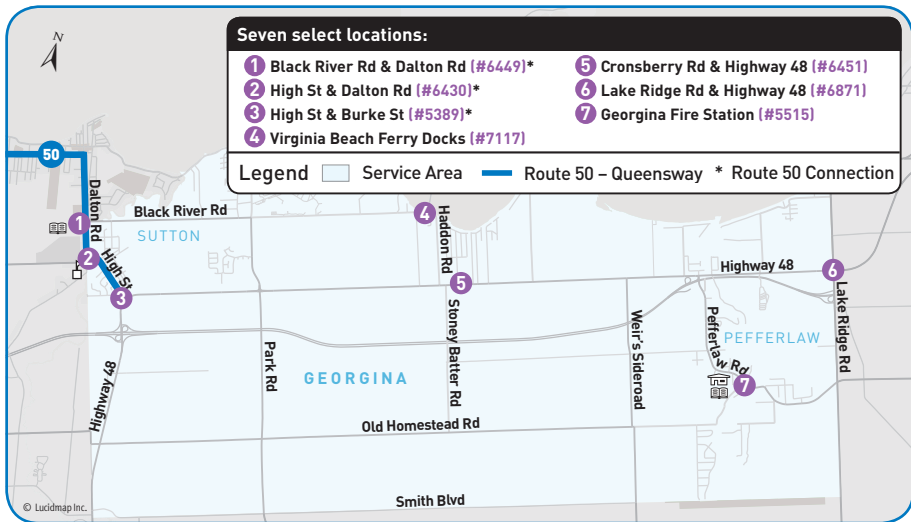 N
Seven select locations:
1 Black River Rd & Dalton Rd (#6449)*
2 High St & Dalton Rd (#6430)*
3 High St & Burke St (#5389)*
4 Virginia Beach Ferry Docks (#7117)
5 Cronsberry Rd & Highway 48 (#6451)
6 Lake Ridge Rd & Highway 48 (#6871)
7 Georgina Fire Station (#5515)
Legend Service Area Route 50 – Queensway * Route 50 Connection
50
Dalton Rd
1
Black River Rd
SUTTON
2
High St
3
4
Haddon Rd
5
Highway 48
6
Lake Ridge Rd
Stoney Batter Rd
Weir's Sideroad
Pefferlaw Rd
PEFFERLAW
7
Park Rd
GEORGINA
Highway 48
Old Homestead Rd
Smith Blvd
© Lucidmap Inc.